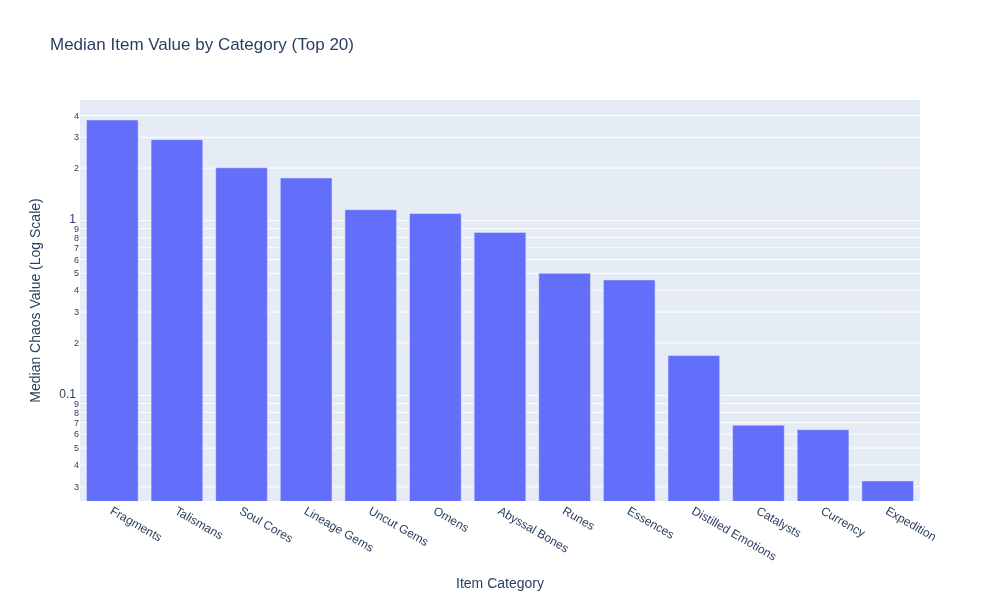 Median Item Value by Category (Top 20)
Median Chaos Value (Log Scale)
4
3
2
1
9
8
7
6
5
4
3
2
0.1
9
8
7
6
5
4
3
Fragments
Talismans
Soul Cores
Lineage Gems
Uncut Gems
Omens
Abyssal Bones
Runes
Essences
Distilled Emotions
Catalysts
Currency
Expedition
Item Category